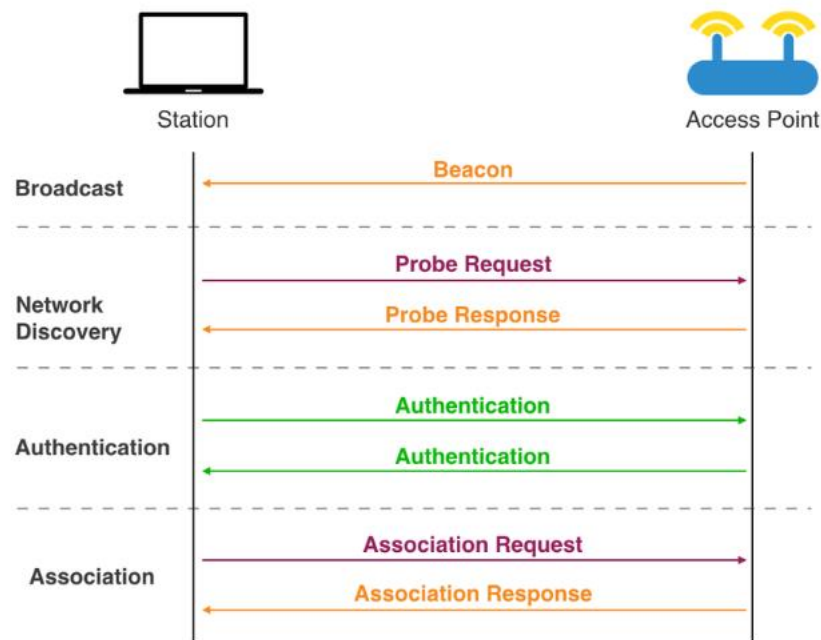 Station
Access Point
Broadcast
Beacon
Network
Discovery
Probe Request
Probe Response
Authentication
Authentication
Authentication
Association
Association Request
Association Response